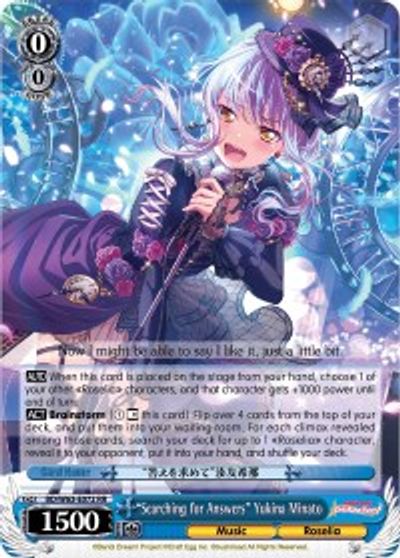 0
0
Now I might be able to say I like it, just a little bit.
AUTO When this card is placed on the stage from your hand, choose 1 of
your other «Roselia» characters, and that character gets +1000 power until
end of turn.
ACT Brainstorm [(1) this card] Flip over 4 cards from the top of your
deck, and put them into your waiting room. For each climax revealed among
those cards, search your deck for up to 1 «Roselia» character,
reveal it to your opponent, put it into your hand, and shuffle your deck.
"答えを求めて"湊友希那
1500
"Searching for Answers" Yukina Minato
Music
Roselia